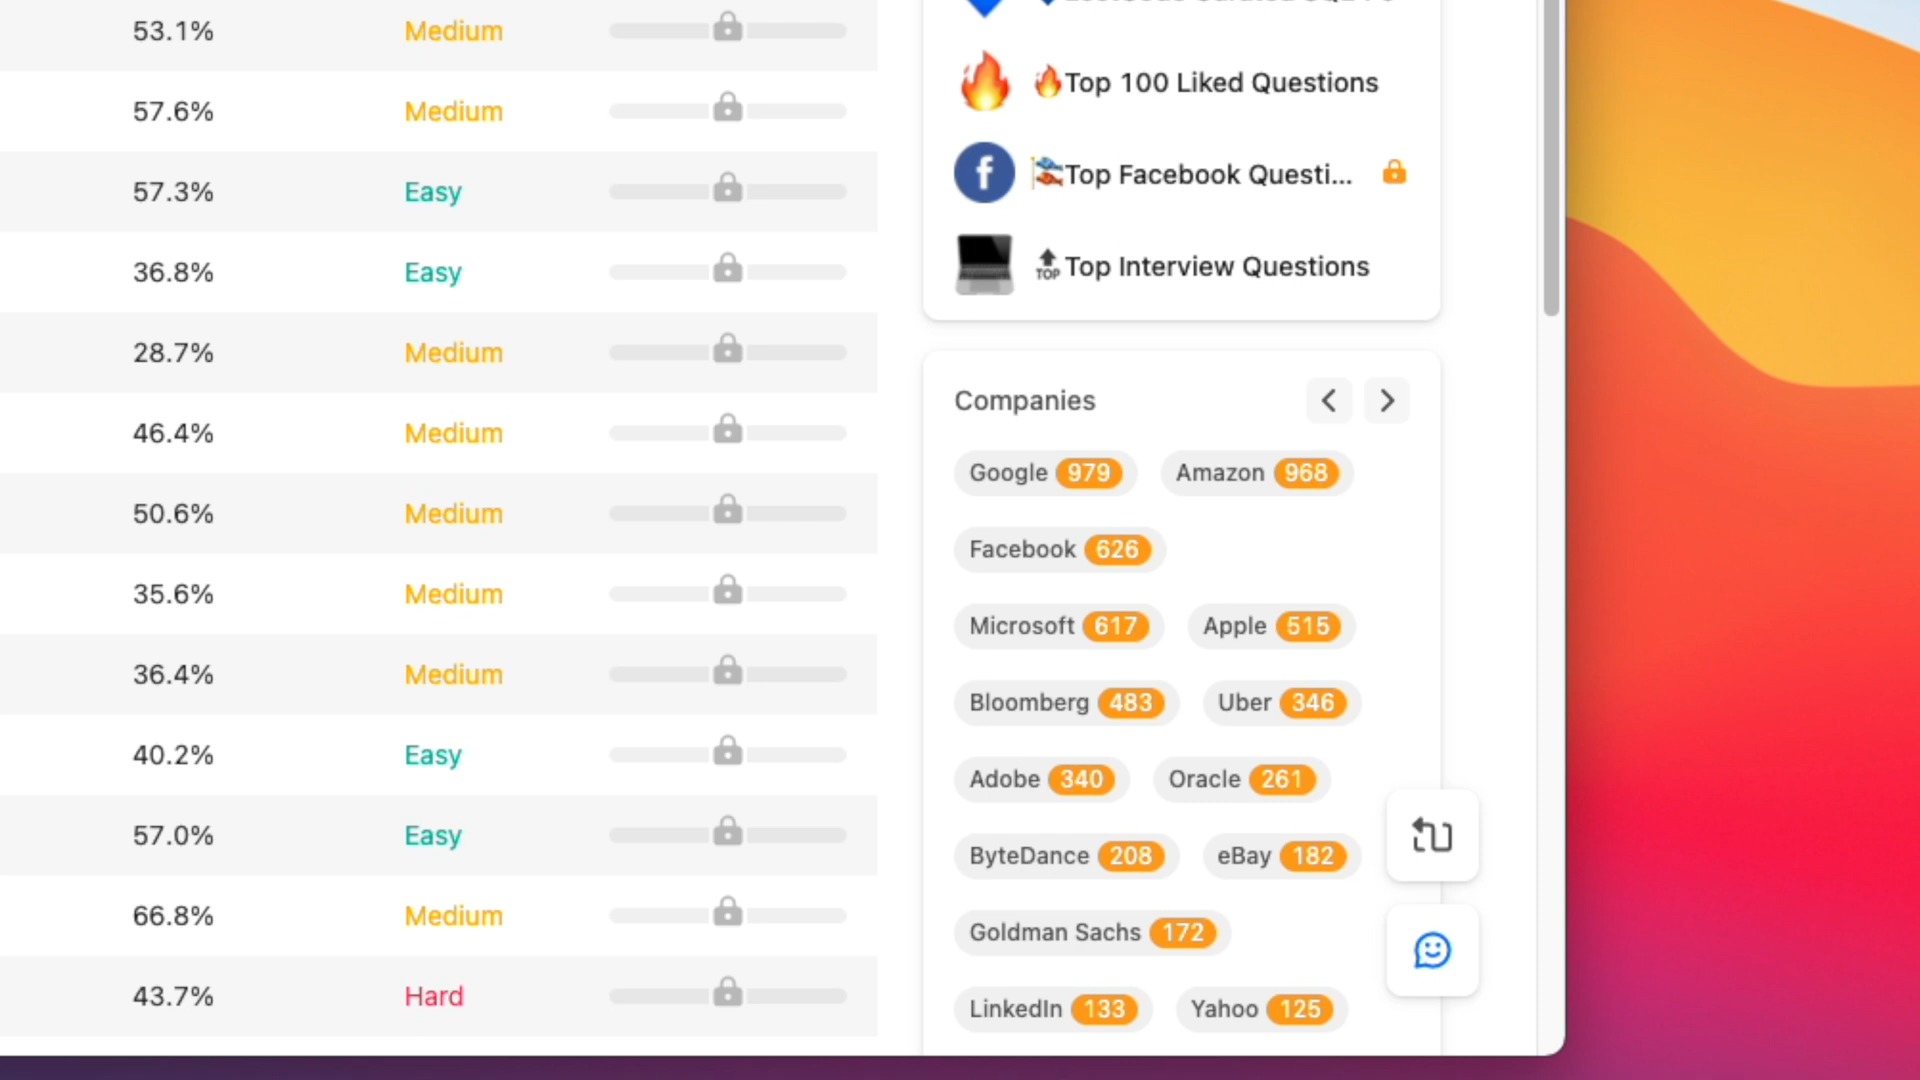 53.1% Medium
57.6% Medium
57.3% Easy
36.8% Easy
28.7% Medium
46.4% Medium
50.6% Medium
35.6% Medium
36.4% Medium
40.2% Easy
57.0% Easy
66.8% Medium
43.7% Hard
Top 100 Liked Questions
f Top Facebook Questi...
TOP Top Interview Questions
Companies
Google 979 Amazon 968
Facebook 626
Microsoft 617 Apple 515
Bloomberg 483 Uber 346
Adobe 340 Oracle 261
ByteDance 208 eBay 182
Goldman Sachs 172
LinkedIn 133 Yahoo 125